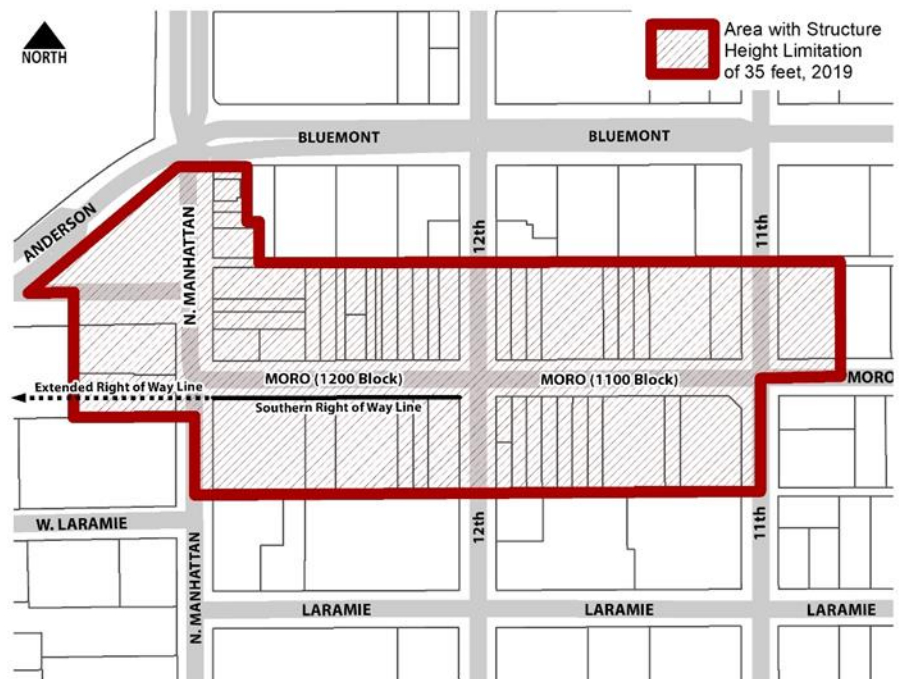 NORTH
Area with Structure
Height Limitation
of 35 feet, 2019
BLUEMONT
BLUEMONT
ANDERSON
N. MANHATTAN
12th
11th
MORO (1200 Block)
MORO (1100 Block)
MORO
Extended Right of Way Line
Southern Right of Way Line
W. LARAMIE
N. MANHATTAN
12th
11th
LARAMIE
LARAMIE
LARAMIE